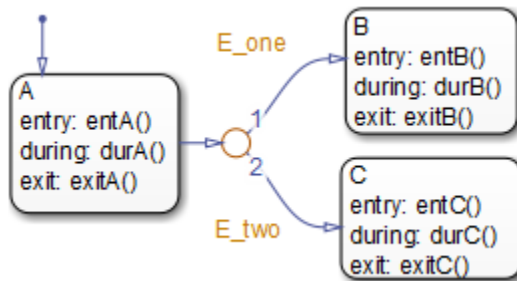 A
entry: entA()
during: durA()
exit: exitA()
E_one
1
2
E_two
B
entry: entB()
during: durB()
exit: exitB()
C
entry: entC()
during: durC()
exit: exitC()